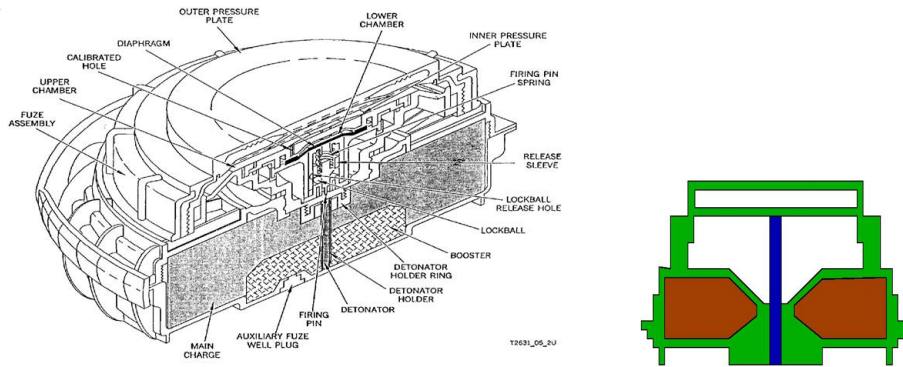 OUTER PRESSURE
PLATE
LOWER
CHAMBER
DIAPHRAGM
INNER PRESSURE
PLATE
CALIBRATED
HOLE
FIRING PIN
SPRING
UPPER
CHAMBER
FUZE
ASSEMBLY
RELEASE
SLEEVE
LOCKBALL
RELEASE HOLE
LOCKBALL
BOOSTER
DETONATOR
HOLDER RING
DETONATOR
HOLDER
DETONATOR
FIRING
PIN
AUXILIARY FUZE
WELL PLUG
MAIN
CHARGE
T2631_05_2U